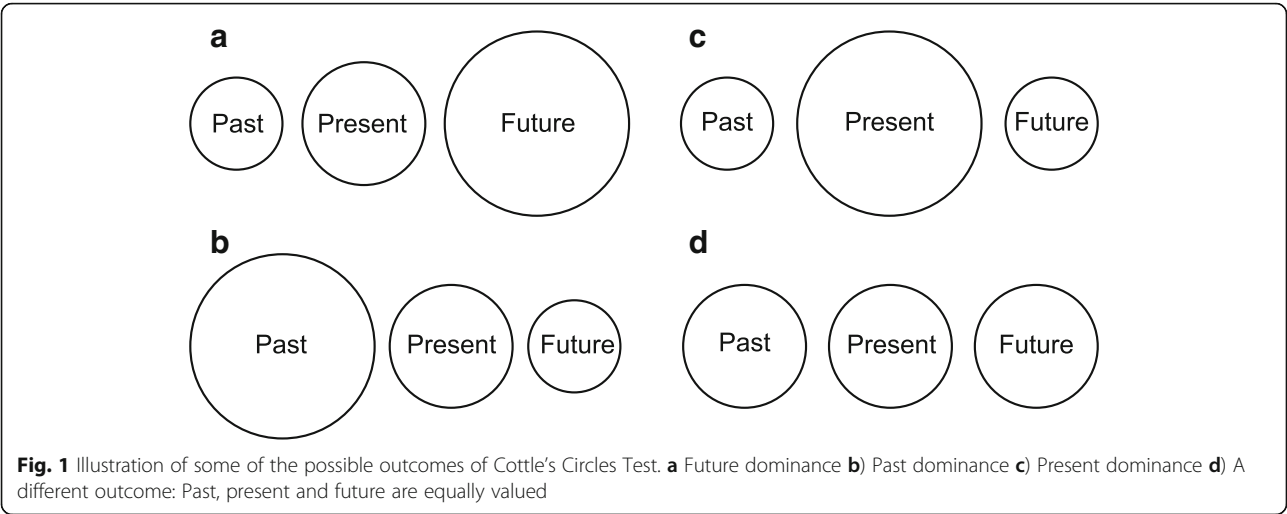 a
Past Present Future
c
Past Present Future
b
Past Present Future
d
Past Present Future
Fig. 1 Illustration of some of the possible outcomes of Cottle's Circles Test. a Future dominance b) Past dominance c) Present dominance d) A
different outcome: Past, present and future are equally valued